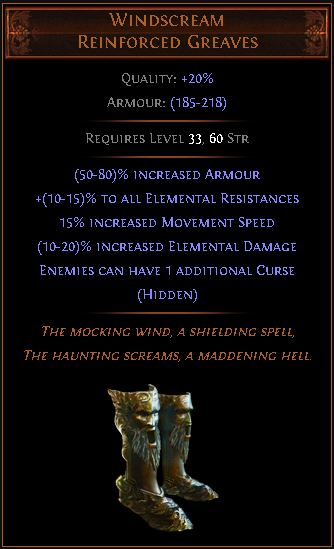 Windscream
Reinforced Greaves
Quality: +20%
Armour: (185-218)
Requires Level 33, 60 Str
(50-80)% increased Armour
+(10-15)% to all Elemental Resistances
15% increased Movement Speed
(10-20)% increased Elemental Damage
Enemies can have 1 additional Curse
(Hidden)
The mocking wind, a shielding spell,
The haunting screams, a maddening hell.